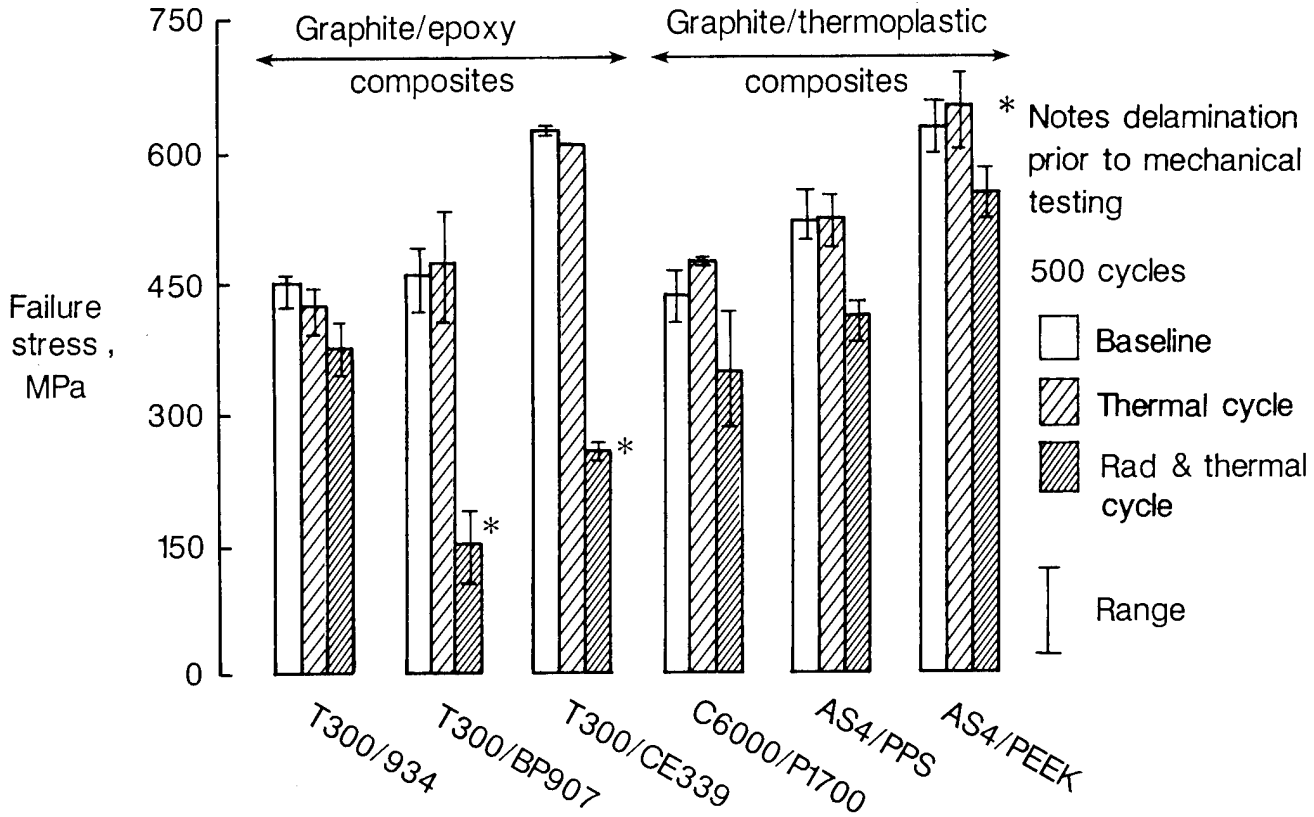 750
600
450
300
150
0
Failure
stress,
MPa
Graphite/epoxy
composites
Graphite/thermoplastic
composites
* Notes delamination
prior to mechanical
testing
500 cycles
Baseline
Thermal cycle
Rad & thermal
cycle
Range
*
*
T300/934
T300/BP907
T300/CE339
C6000/P1700
AS4/PPS
AS4/PEEK